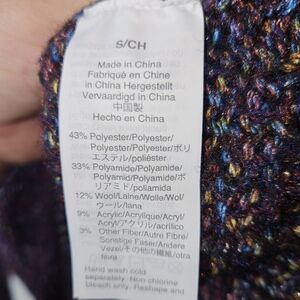 S/CH
Made in China
Fabriqué en Chine
In China Hergestellt
Vervaardigd in China
中国製
Hecho en China
43% Polyester/Polyester/
Polyester/Polyester/ポリ
エステル/poliéster/
33% Polyamide/Polyamide/
Polyamid/Polyamide/ポ
リアミド/poliamida
12% Wool/Laine/Wolle/Wol/
ウール/lana
9% Acrylic/Acrylique/Acryl/
Acryl/アクリル/acrílico
3% Other Fiber/Autre Fibre/
Sonstige Faser/Andere
Vezel/その他の繊維/otra
fibra
Hand wash cold
separately. Non chlorine
bleach only. Reshape and